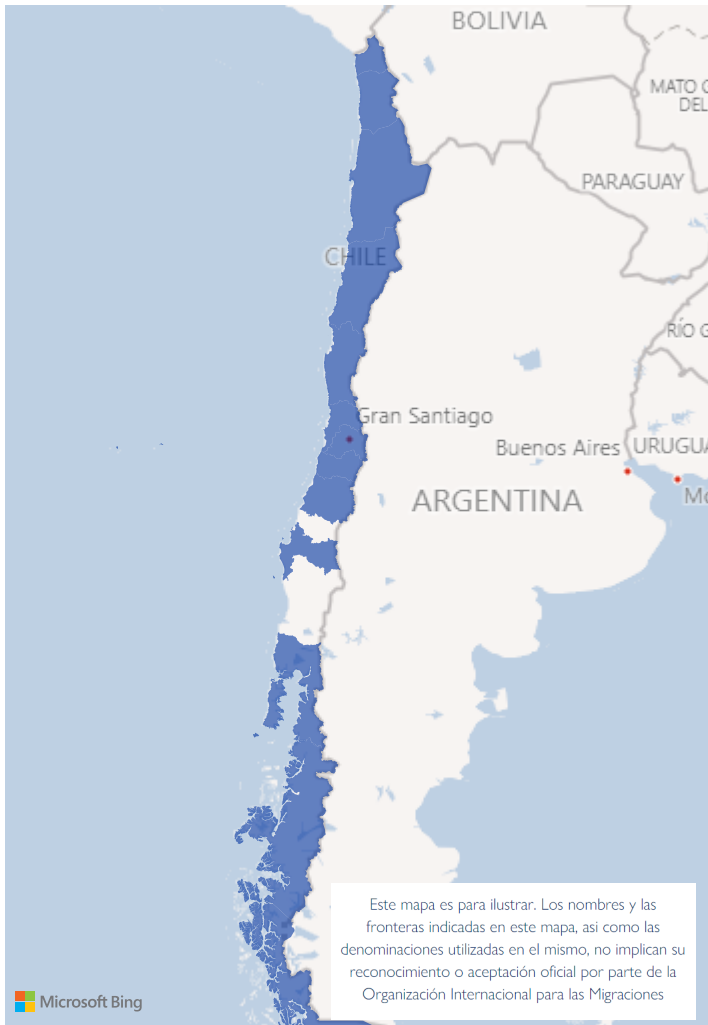 BOLIVIA
MATO G
DEL
PARAGUAY
CHILE
RÍO G
Gran Santiago
Buenos Aires
URUGUA
ARGENTINA
Mo
Este mapa es para ilustrar. Los nombres y las
fronteras indicadas en este mapa, asi como las
denominaciones utilizadas en el mismo, no implican su
reconocimiento o aceptación oficial por parte de la
Organización Internacional para las Migraciones
Microsoft Bing